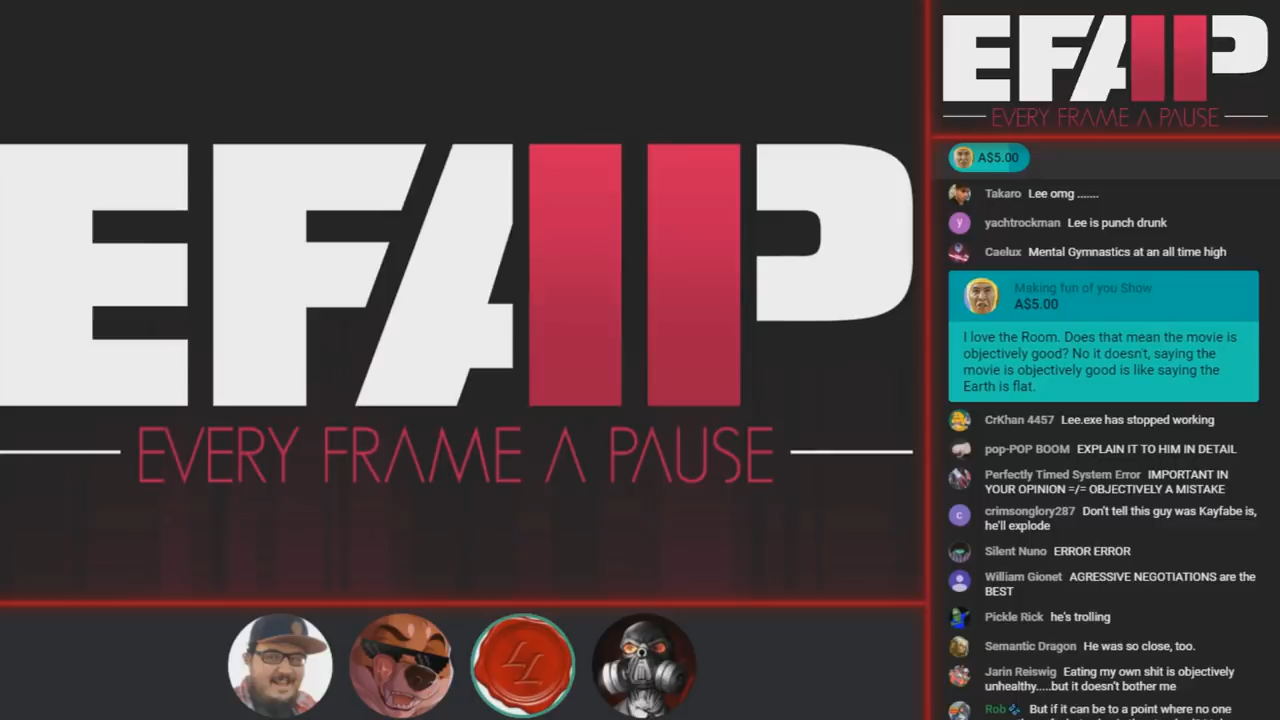 EFAP
EVERY FRAME A PAUSE
EFAP
EVERY FRAME A PAUSE
A$5.00
Takaro Lee omg .......
y yachtrockman Lee is punch drunk
Caelux Mental Gymnastics at an all time high
Making fun of you Show
A$5.00
I love the Room. Does that mean the movie is
objectively good? No it doesn't, saying the
movie is objectively good is like saying the
Earth is flat.
CrKhan 4457 Lee.exe has stopped working
pop-POP BOOM EXPLAIN IT TO HIM IN DETAIL
Perfectly Timed System Error IMPORTANT IN
YOUR OPINION =/= OBJECTIVELY A MISTAKE
c crimsonglory287 Don't tell this guy was Kayfabe is,
he'll explode
Silent Nuno ERROR ERROR
William Gionet AGRESSIVE NEGOTIATIONS are the
BEST
Pickle Rick he's trolling
Semantic Dragon He was so close, too.
Jarin Reiswig Eating my own shit is objectively
unhealthy.....but it doesn't bother me
Rob But if it can be to a point where no one